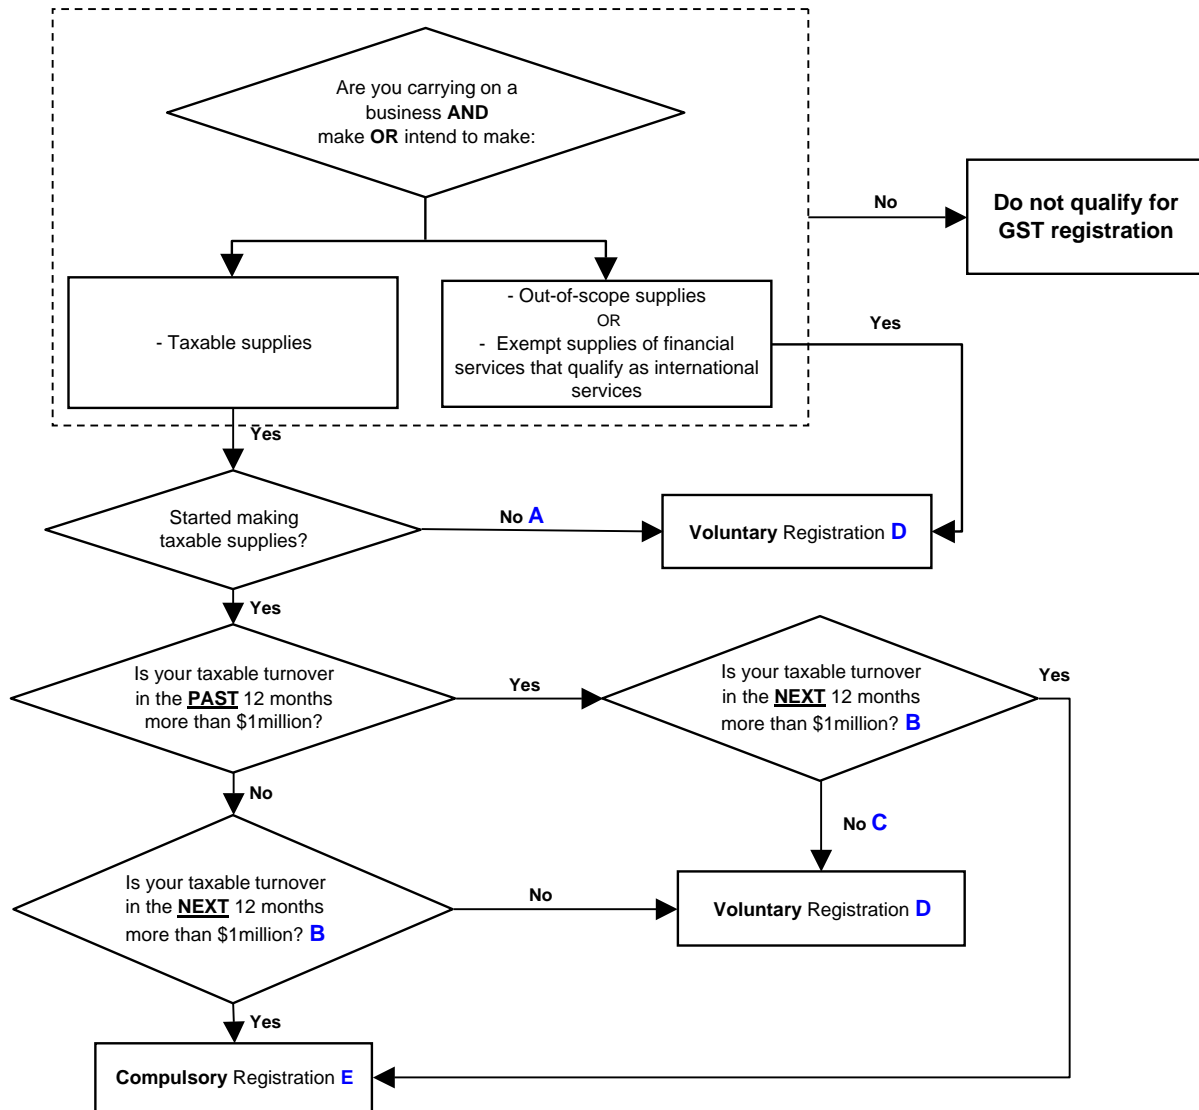 Are you carrying on a
business AND
make OR intend to make:
No
Do not qualify for
GST registration
- Taxable supplies
- Out-of-scope supplies
OR
- Exempt supplies of financial
services that qualify as international
services
Yes
Yes
Started making
taxable supplies?
No A
Voluntary Registration D
Yes
Is your taxable turnover
in the PAST 12 months
more than $1million?
Yes
Is your taxable turnover
in the NEXT 12 months
more than $1million? B
Yes
No
No C
Is your taxable turnover
in the NEXT 12 months
more than $1million? B
No
Voluntary Registration D
Yes
Compulsory Registration E